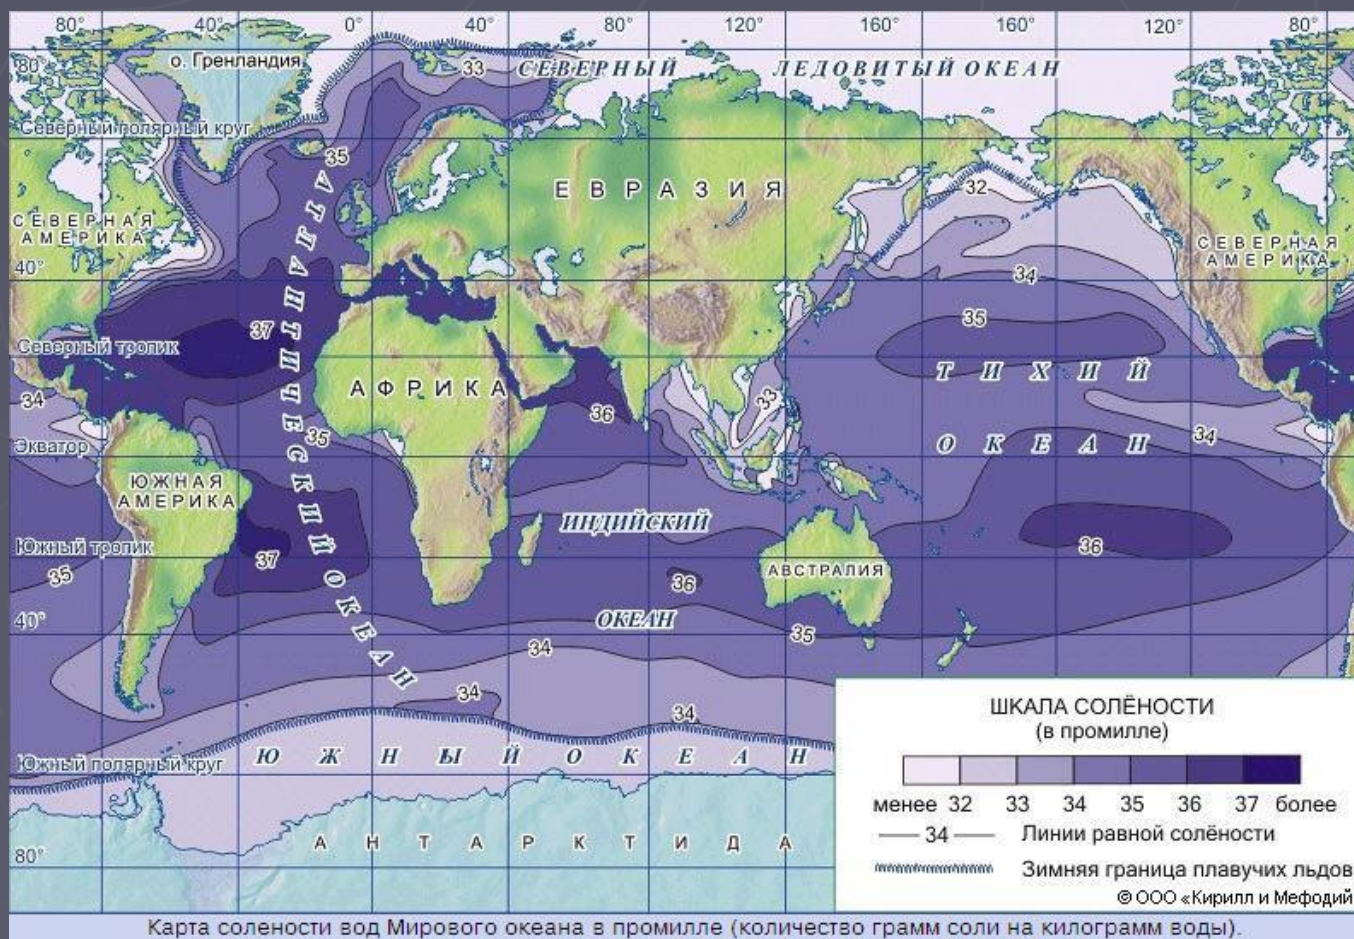 80° 40° 0° 40° 80° 120° 160° 160° 120° 80°
о. Гренландия
80°
33
СЕВЕРНЫЙ ЛЕДОВИТЫЙ ОКЕАН
Северный полярный круг
35
32
ЕВРАЗИЯ
СЕВЕРНАЯ
АМЕРИКА
СЕВЕРНАЯ
АМЕРИКА
АТЛАНТИЧЕСКИЙ ОКЕАН
40°
34
37
35
Северный тропик
ТИХИЙ
ОКЕАН
АФРИКА
34
36
33
35
34
Экватор
ЮЖНАЯ
АМЕРИКА
ИНДИЙСКИЙ
ОКЕАН
Южный тропик
37
36
36
АВСТРАЛИЯ
35
40°
35
34
34
34
ЮЖНЫЙ ОКЕАН
Южный полярный круг
АНТАРКТИДА
80°
ШКАЛА СОЛЁНОСТИ
(в промилле)
менее 32 33 34 35 36 37 более
34 Линии равной солёности
Зимняя граница плавучих льдов
© ООО «Кирилл и Мефодий
Карта солености вод Мирового океана в промилле (количество грамм соли на килограмм воды).